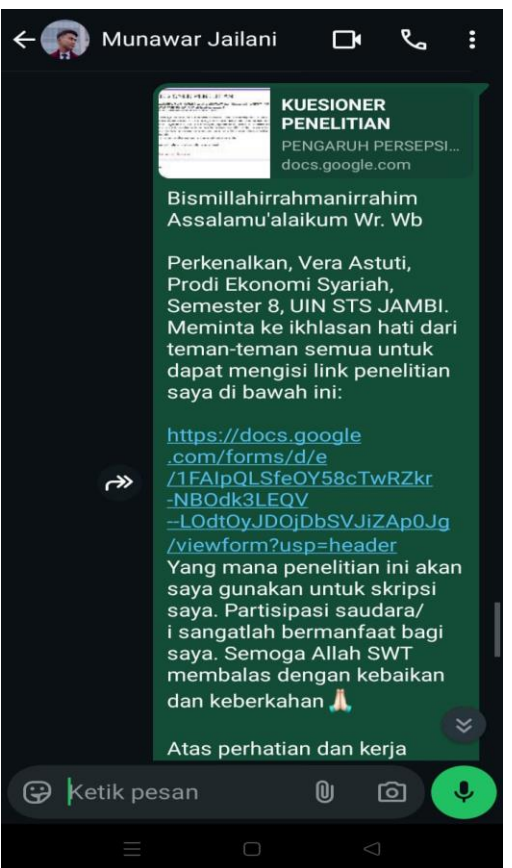 Munawar Jailani
KUESIONER
PENELITIAN
PENGARUH PERSEPSI...
docs.google.com
Bismillahirrahmanirrahim
Assalamu'alaikum Wr. Wb
Perkenalkan, Vera Astuti,
Prodi Ekonomi Syariah,
Semester 8, UIN STS JAMBI.
Meminta ke ikhlasan hati dari
teman-teman semua untuk
dapat mengisi link penelitian
saya di bawah ini:
https://docs.google
.com/forms/d/e
/1FAIpQLSfeOY58cTwRZkr
-NBOdk3LEQV
--LOdtOyJDOjDbSVJiZAp0Jg
/viewform?usp=header
Yang mana penelitian ini akan
saya gunakan untuk skripsi
saya. Partisipasi saudara/
i sangatlah bermanfaat bagi
saya. Semoga Allah SWT
membalas dengan kebaikan
dan keberkahan 🙏🏻
Atas perhatian dan kerja
Ketik pesan